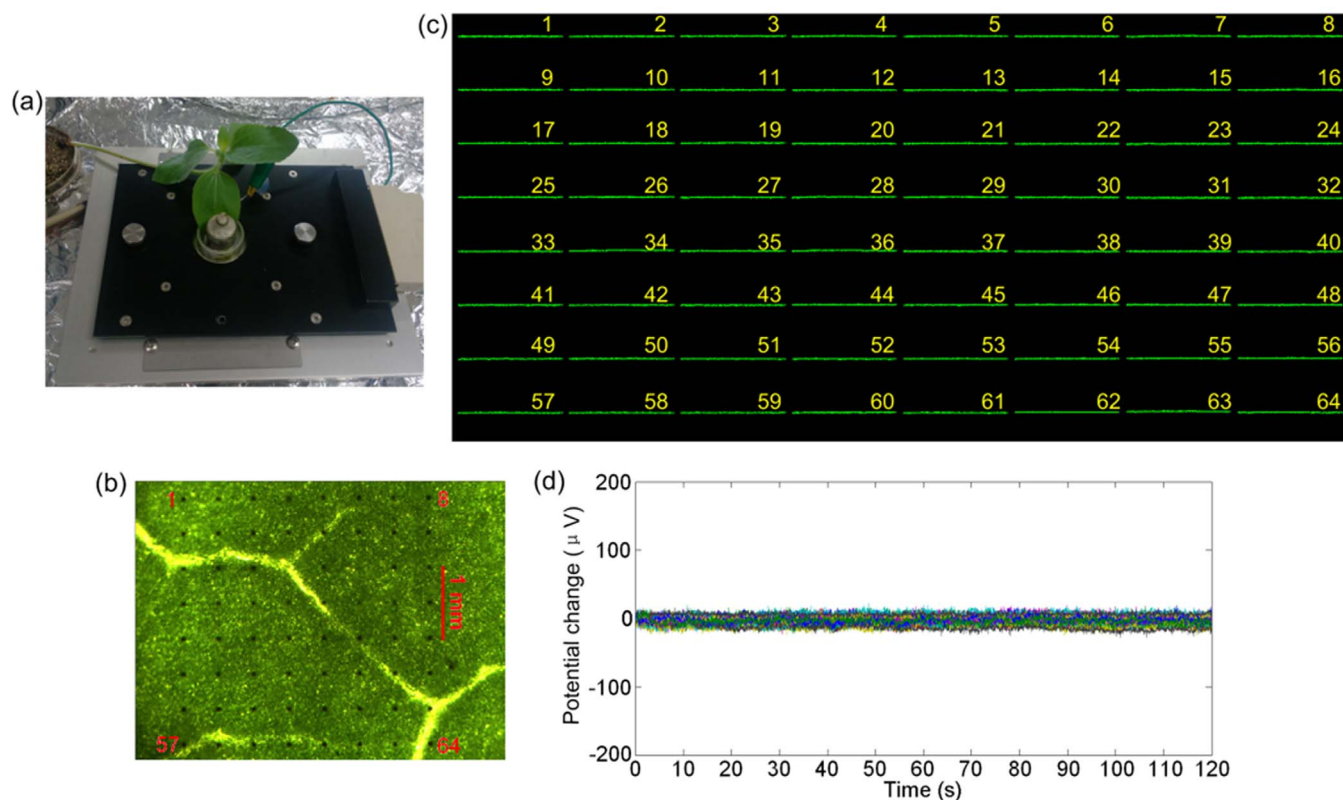 (a)
(c)
1 2 3 4 5 6 7 8
9 10 11 12 13 14 15 16
17 18 19 20 21 22 23 24
25 26 27 28 29 30 31 32
33 34 35 36 37 38 39 40
41 42 43 44 45 46 47 48
49 50 51 52 53 54 55 56
57 58 59 60 61 62 63 64
(b)
1 8
1 mm
57 64
(d)
Potential change ( μ V)
200
100
0
-100
-200
0 10 20 30 40 50 60 70 80 90 100 110 120
Time (s)